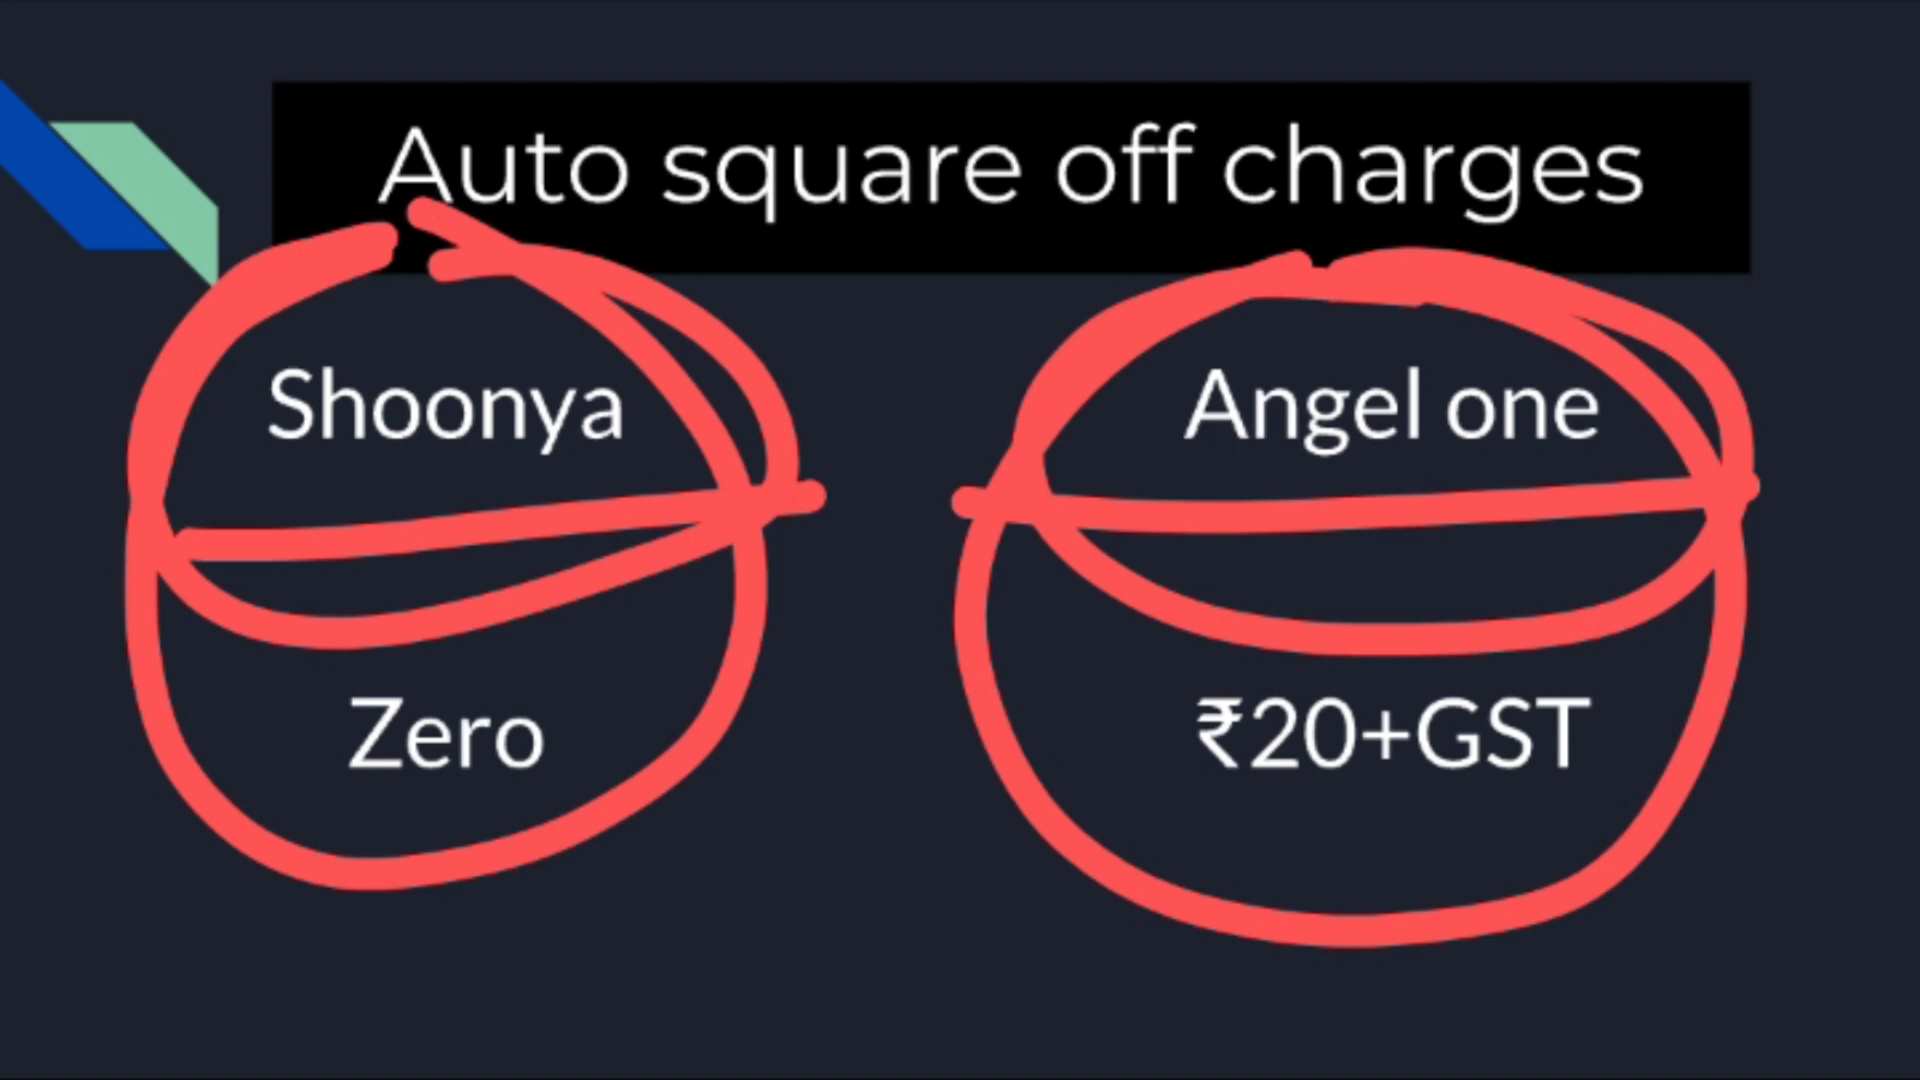 Auto square off charges
Shoonya
Angel one
Zero
₹20+GST